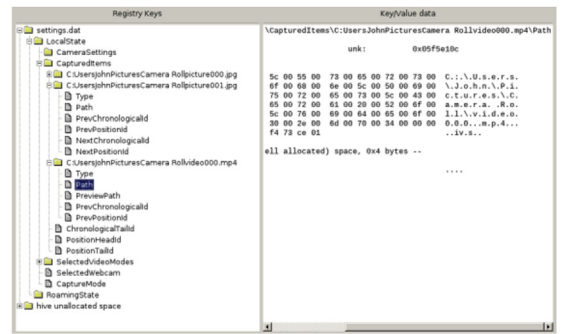 Registry Keys
settings.dat
LocalState
CameraSettings
CapturedItems
C:UsersJohnPicturesCamera Rollpicture000.jpg
C:UsersJohnPicturesCamera Rollpicture001.jpg
Type
Path
PrevChronologicalId
PrevPositionId
NextChronologicalId
NextPositionId
C:UsersJohnPicturesCamera Rollvideo000.mp4
Type
Path
PreviewPath
PrevChronologicalId
PrevPositionId
ChronologicalTailId
PositionHeadId
PositionTailId
SelectedVideoModes
SelectedWebcam
CaptureMode
RoamingState
hive unallocated space
Key/Value data
\CapturedItems\C:UsersJohnPicturesCamera Rollvideo000.mp4\Path
unk: 0x05f5e10c
5c 00 55 00 73 00 65 00 72 00 73 00 C.:.\.U.s.e.r.s.
6f 00 68 00 6e 00 5c 00 50 00 69 00 \.J.o.h.n.\.P.i.
75 00 72 00 65 00 73 00 5c 00 43 00 c.t.u.r.e.s.\.C.
65 00 72 00 61 00 20 00 52 00 6f 00 a.m.e.r.a. .R.o.
5c 00 76 00 69 00 64 00 65 00 6f 00 l.l.\.v.i.d.e.o.
30 00 2e 00 6d 00 70 00 34 00 00 00 0.0.0...m.p.4...
f4 73 ce 01 ..iv.s..
ell allocated) space, 0x4 bytes --
....